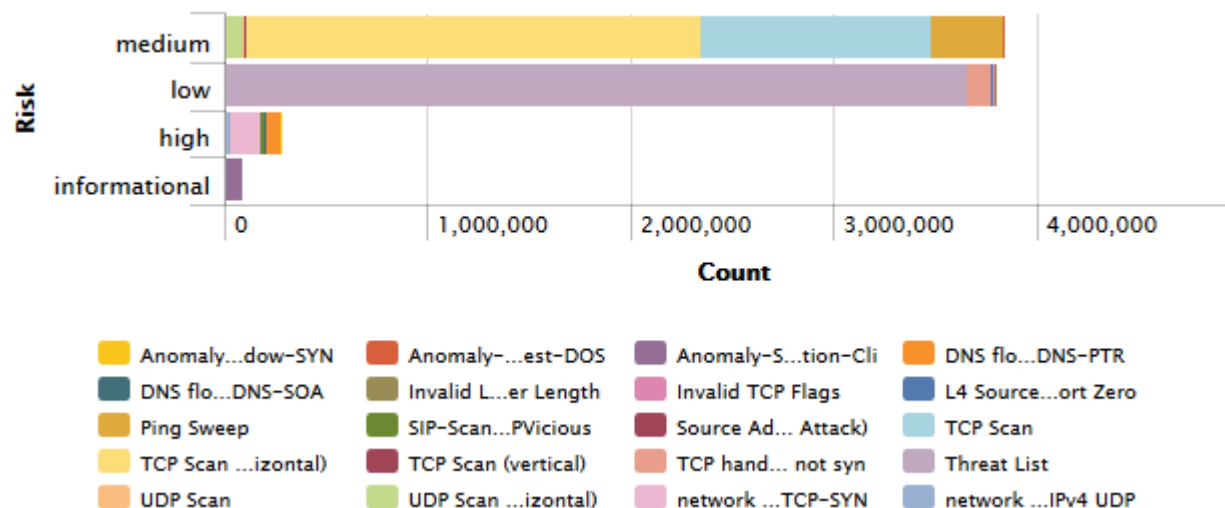 Risk
medium
low
high
informational
0 1,000,000 2,000,000 3,000,000 4,000,000
Count
Anomaly...dow-SYN Anomaly-...est-DOS Anomaly-S...tion-Cli DNS flo...DNS-PTR
DNS flo...DNS-SOA Invalid L...er Length Invalid TCP Flags L4 Source...ort Zero
Ping Sweep SIP-Scan...PVicious Source Ad... Attack) TCP Scan
TCP Scan ...izontal) TCP Scan (vertical) TCP hand... not syn Threat List
UDP Scan UDP Scan ...izontal) network ...TCP-SYN network ...IPv4 UDP